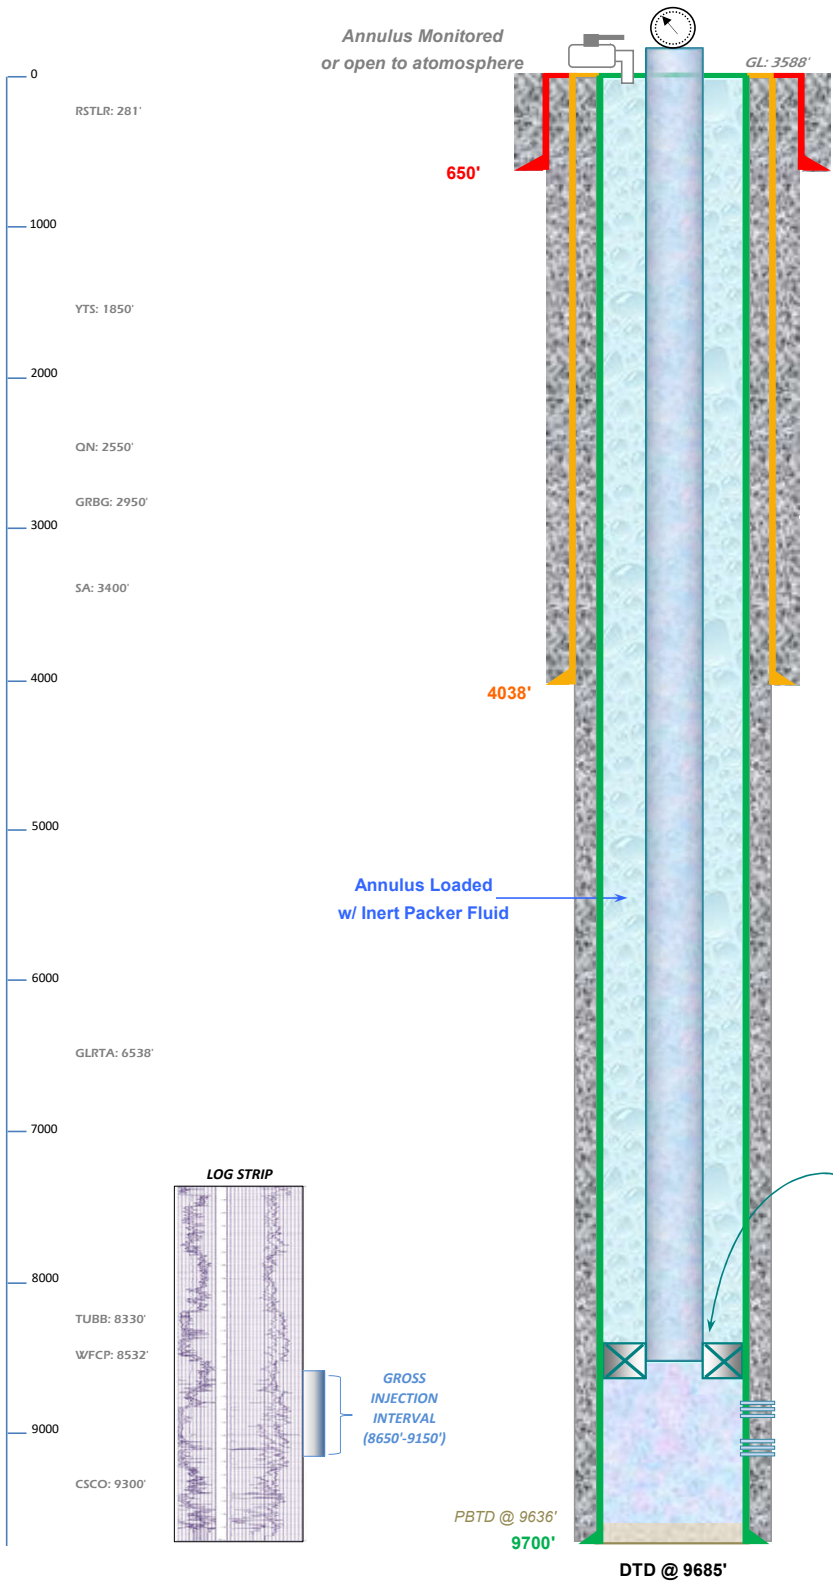 Annulus Monitored
or open to atomosphere
GL: 3588'
0
RSTLR: 281'
650'
1000
YTS: 1850'
2000
QN: 2550'
GRBG: 2950'
3000
SA: 3400'
4000
4038'
5000
Annulus Loaded
w/ Inert Packer Fluid
6000
GLRTA: 6538'
7000
LOG STRIP
8000
TUBB: 8330'
WFCP: 8532'
GROSS
INJECTION
INTERVAL
(8650'-9150')
9000
CSCO: 9300'
PBTD @ 9636'
9700'
DTD @ 9685'